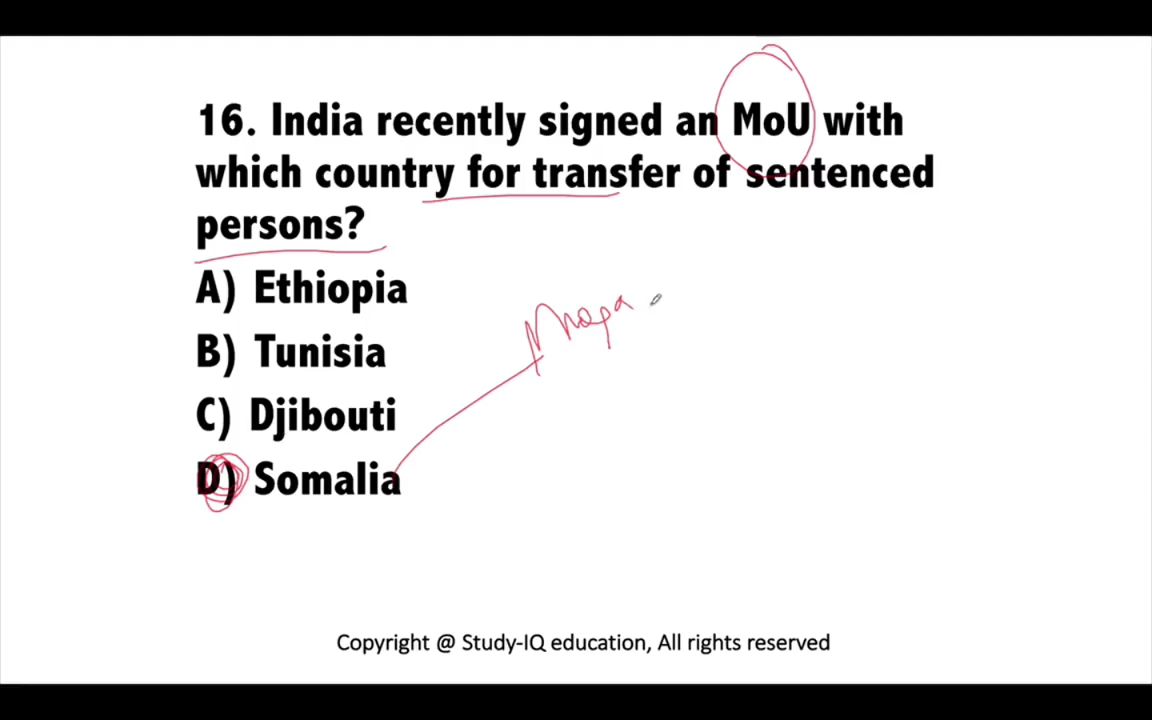 16. India recently signed an MoU with
which country for transfer of sentenced
persons?
A) Ethiopia
B) Tunisia
C) Djibouti
D) Somalia
Copyright @ Study-IQ education, All rights reserved